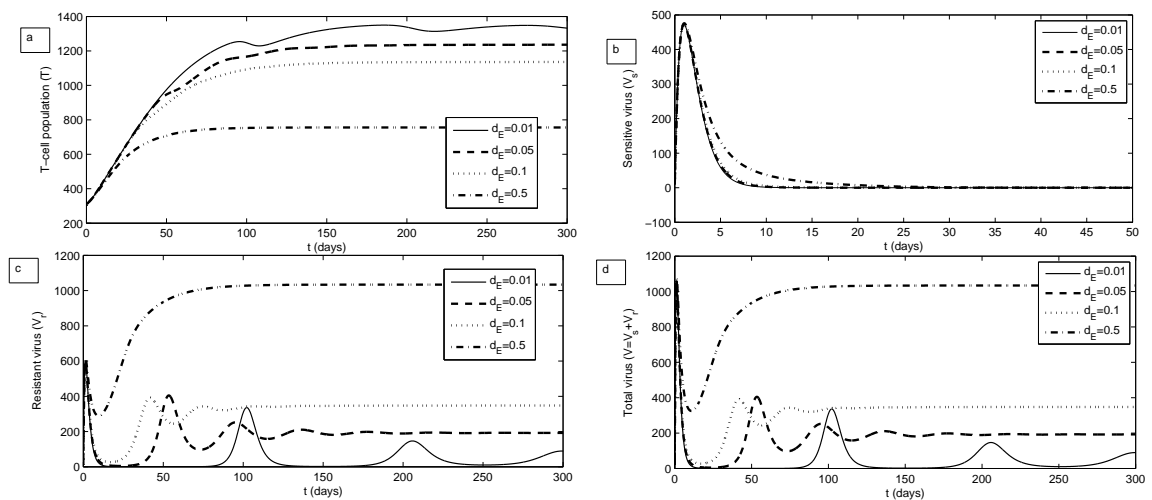 a
1400
1200
1000
800
600
400
200
T−cell population (T)
0 50 100 150 200 250 300
t (days)
d_E=0.01
d_E=0.05
d_E=0.1
d_E=0.5
b
500
400
300
200
100
0
−100
Sensitive virus (V_s)
0 5 10 15 20 25 30 35 40 45 50
t (days)
d_E=0.01
d_E=0.05
d_E=0.1
d_E=0.5
c
1200
1000
800
600
400
200
0
Resistant virus (V_r)
0 50 100 150 200 250 300
t (days)
d_E=0.01
d_E=0.05
d_E=0.1
d_E=0.5
d
1200
1000
800
600
400
200
0
Total virus (V=V_s+V_r)
0 50 100 150 200 250 300
t (days)
d_E=0.01
d_E=0.05
d_E=0.1
d_E=0.5